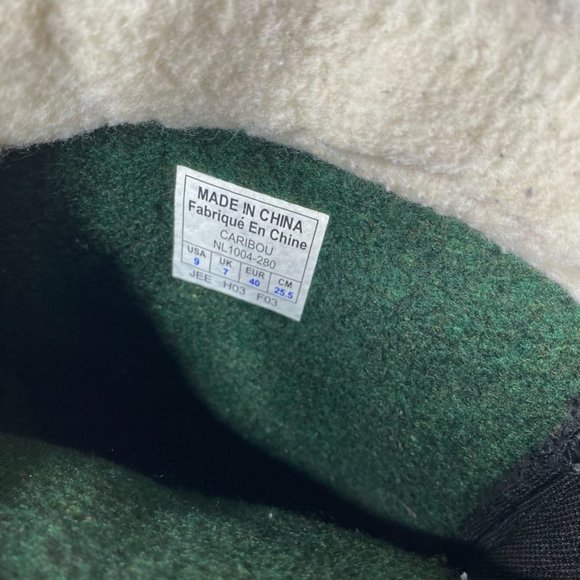 MADE IN CHINA
Fabriqué En Chine
CARIBOU
NL1004-280
USA UK EUR CM
9 7 40 25.5
JEE H03 F03